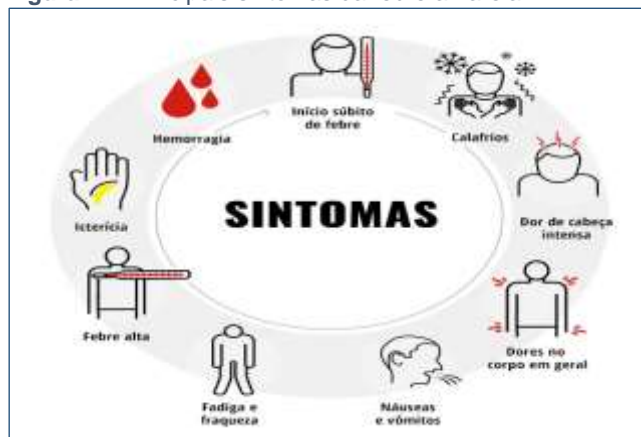 Início súbito
de febre
Calafrios
Dor de cabeça
intensa
Dores no
corpo em geral
Náuseas
e vômitos
Fadiga e
fraqueza
Febre alta
Icterícia
Hemorragia
SINTOMAS